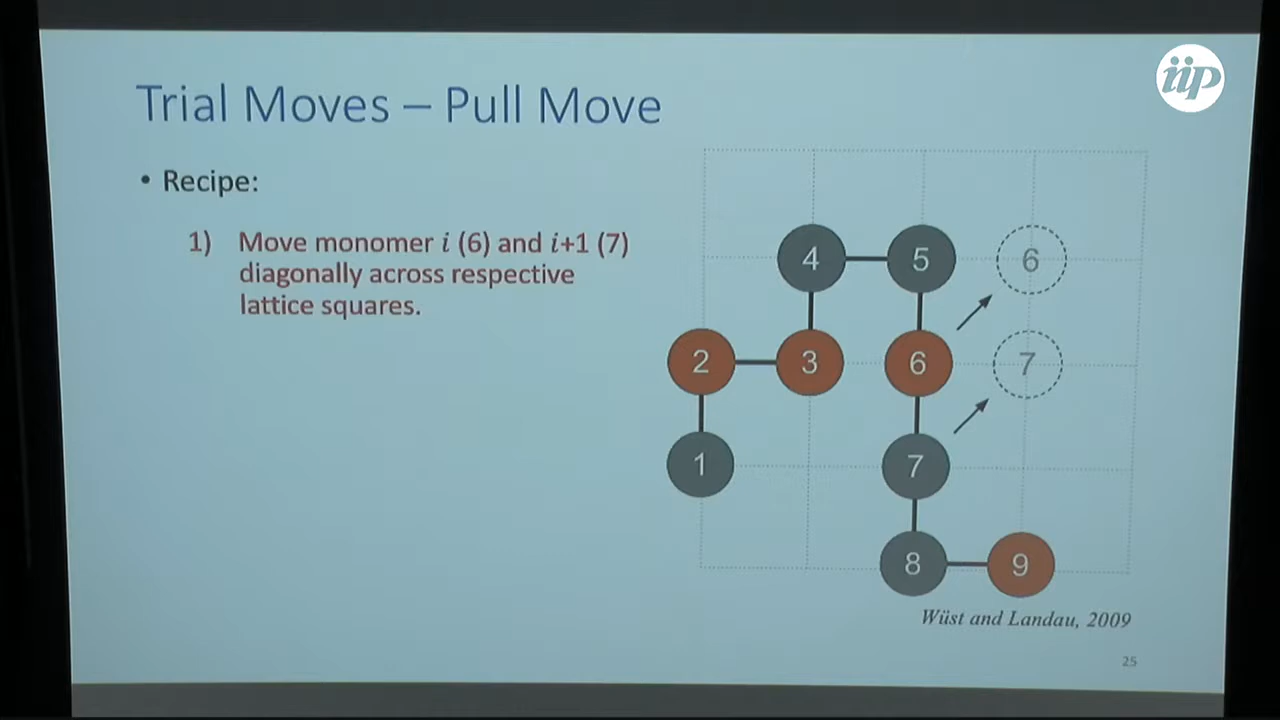 iip
Trial Moves – Pull Move
• Recipe:
1) Move monomer i (6) and i+1 (7)
diagonally across respective
lattice squares.
4 5 6
2 3 6 7
1 7
8 9
Wüst and Landau, 2009
25